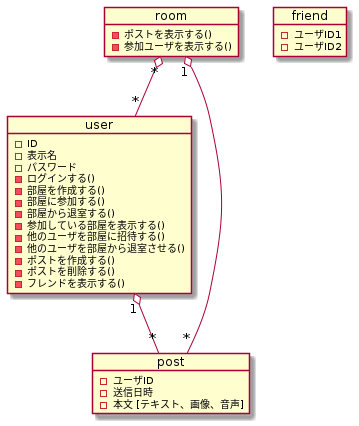 room
ポストを表示する()
参加ユーザを表示する()
friend
ユーザID1
ユーザID2
*
1
*
user
ID
表示名
パスワード
ログインする()
部屋を作成する()
部屋に参加する()
部屋から退室する()
参加している部屋を表示する()
他のユーザを部屋に招待する()
他のユーザを部屋から退室させる()
ポストを作成する()
ポストを削除する()
フレンドを表示する()
1
*
*
post
ユーザID
送信日時
本文 [テキスト、画像、音声]